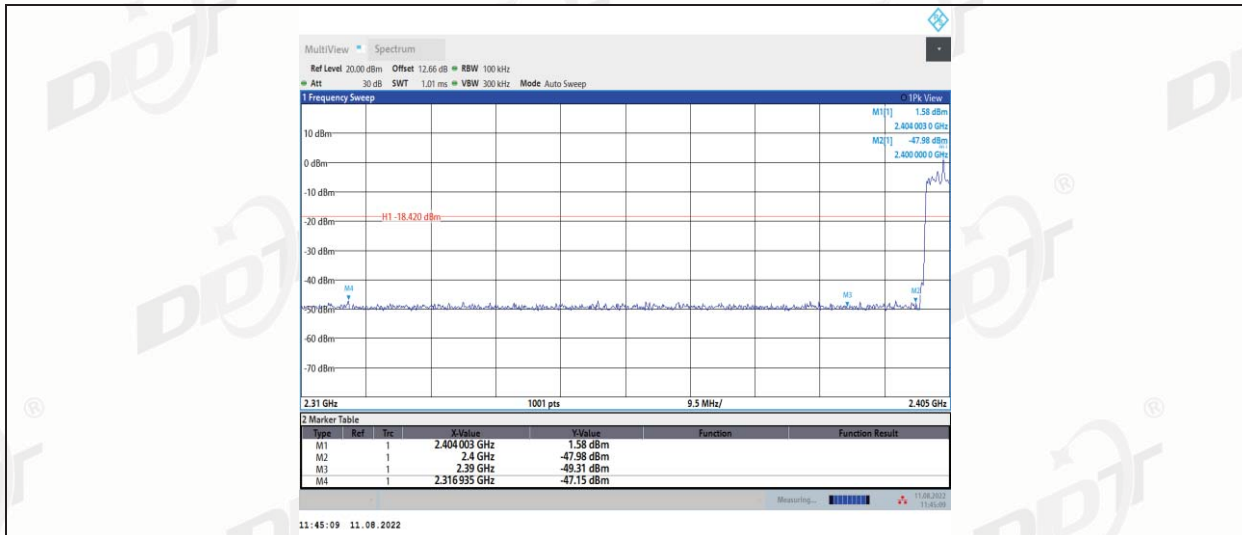 MultiView Spectrum
Ref Level 20.00 dBm Offset 12.66 dB RBW 100 kHz
Att 30 dB SWT 1.01 ms VBW 300 kHz Mode Auto Sweep
1 Frequency Sweep 1Pk View
M1[1] 1.58 dBm
2.404 003 0 GHz
M2[1] -47.98 dBm
2.400 000 0 GHz
10 dBm
0 dBm
-10 dBm
H1 -18.420 dBm
-20 dBm
-30 dBm
-40 dBm
M4 M3 M2
-50 dBm
-60 dBm
-70 dBm
2.31 GHz 1001 pts 9.5 MHz/ 2.405 GHz
2 Marker Table
Type Ref Trc X-Value Y-Value Function Function Result
M1 1 2.404 003 GHz 1.58 dBm
M2 1 2.4 GHz -47.98 dBm
M3 1 2.39 GHz -49.31 dBm
M4 1 2.316 935 GHz -47.15 dBm
Measuring... 11.08.2022
11:45:09
11:45:09 11.08.2022
DDT
®